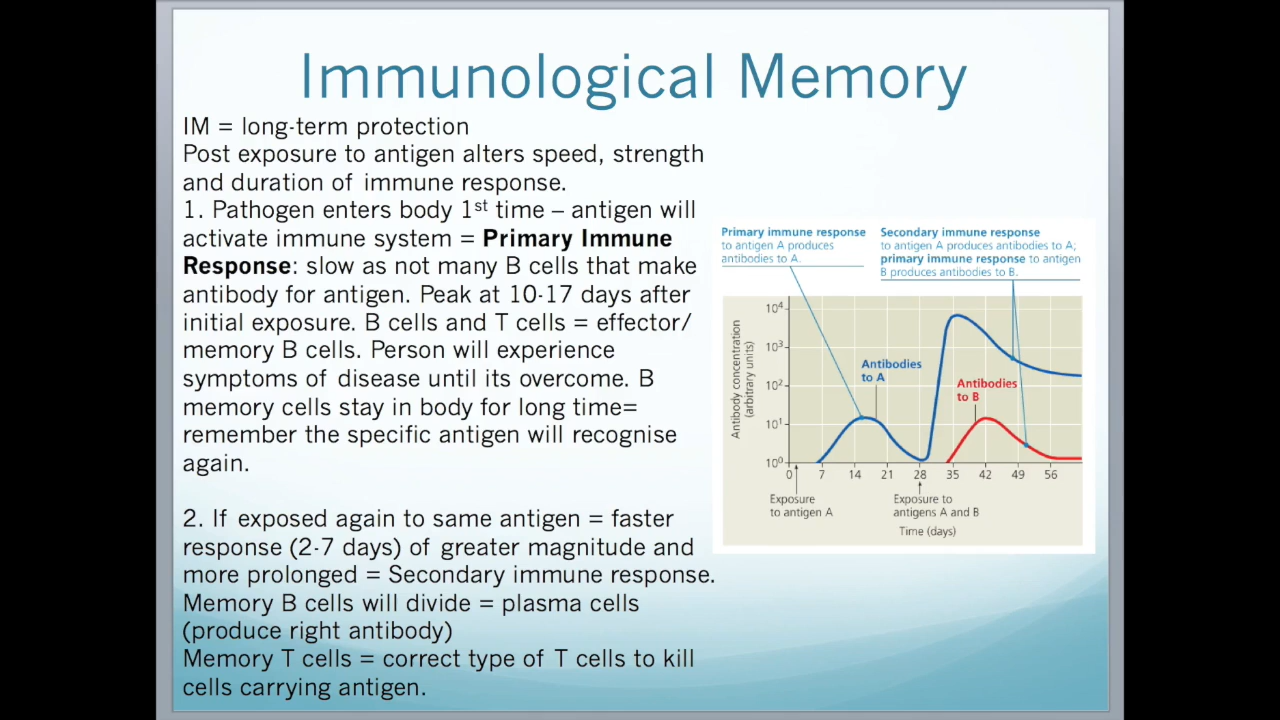 Immunological Memory
IM = long-term protection
Post exposure to antigen alters speed, strength
and duration of immune response.
1. Pathogen enters body 1st time – antigen will
activate immune system = Primary Immune
Response: slow as not many B cells that make
antibody for antigen. Peak at 10-17 days after
initial exposure. B cells and T cells = effector/
memory B cells. Person will experience
symptoms of disease until its overcome. B
memory cells stay in body for long time=
remember the specific antigen will recognise
again.
2. If exposed again to same antigen = faster
response (2-7 days) of greater magnitude and
more prolonged = Secondary immune response.
Memory B cells will divide = plasma cells
(produce right antibody)
Memory T cells = correct type of T cells to kill
cells carrying antigen.
Primary immune response
to antigen A produces
antibodies to A.
Secondary immune response
to antigen A produces antibodies to A;
primary immune response to antigen
B produces antibodies to B.
Antibody concentration
(arbitrary units)
10⁴
10³
10²
10¹
10⁰
Antibodies
to A
Antibodies
to B
0 7 14 21 28 35 42 49 56
Exposure
to antigen A
Exposure to
antigens A and B
Time (days)